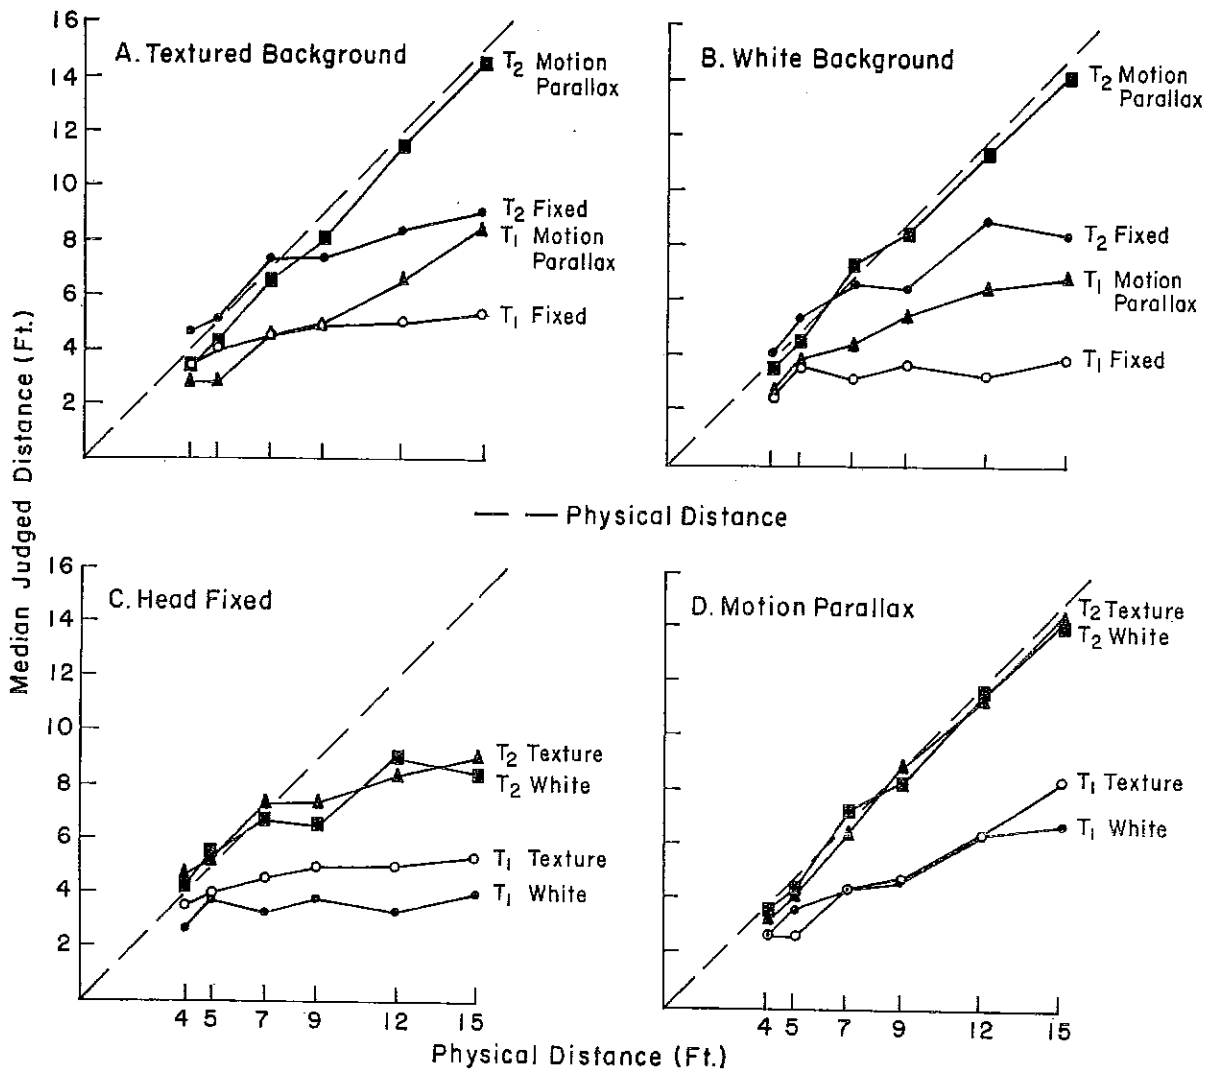 16
14
12
10
8
6
4
2
A. Textured Background
T2 Motion
Parallax
T2 Fixed
T1 Motion
Parallax
T1 Fixed
B. White Background
T2 Motion
Parallax
T2 Fixed
T1 Motion
Parallax
T1 Fixed
Median Judged Distance (Ft.)
— — Physical Distance
16
14
12
10
8
6
4
2
C. Head Fixed
T2 Texture
T2 White
T1 Texture
T1 White
4 5 7 9 12 15
D. Motion Parallax
T2 Texture
T2 White
T1 Texture
T1 White
4 5 7 9 12 15
Physical Distance (Ft.)